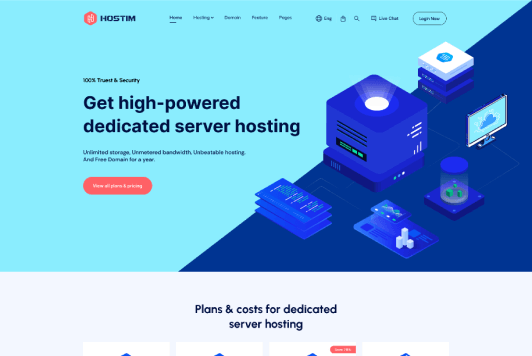 HOSTIM
Home Hosting Domain Feature Pages Eng Live Chat Login Now
100% Truest & Security
Get high-powered
dedicated server hosting
Unlimited storage, Unmetered bandwidth, Unbeatable hosting.
And Free Domain for a year.
View all plans & pricing
Plans & costs for dedicated
server hosting